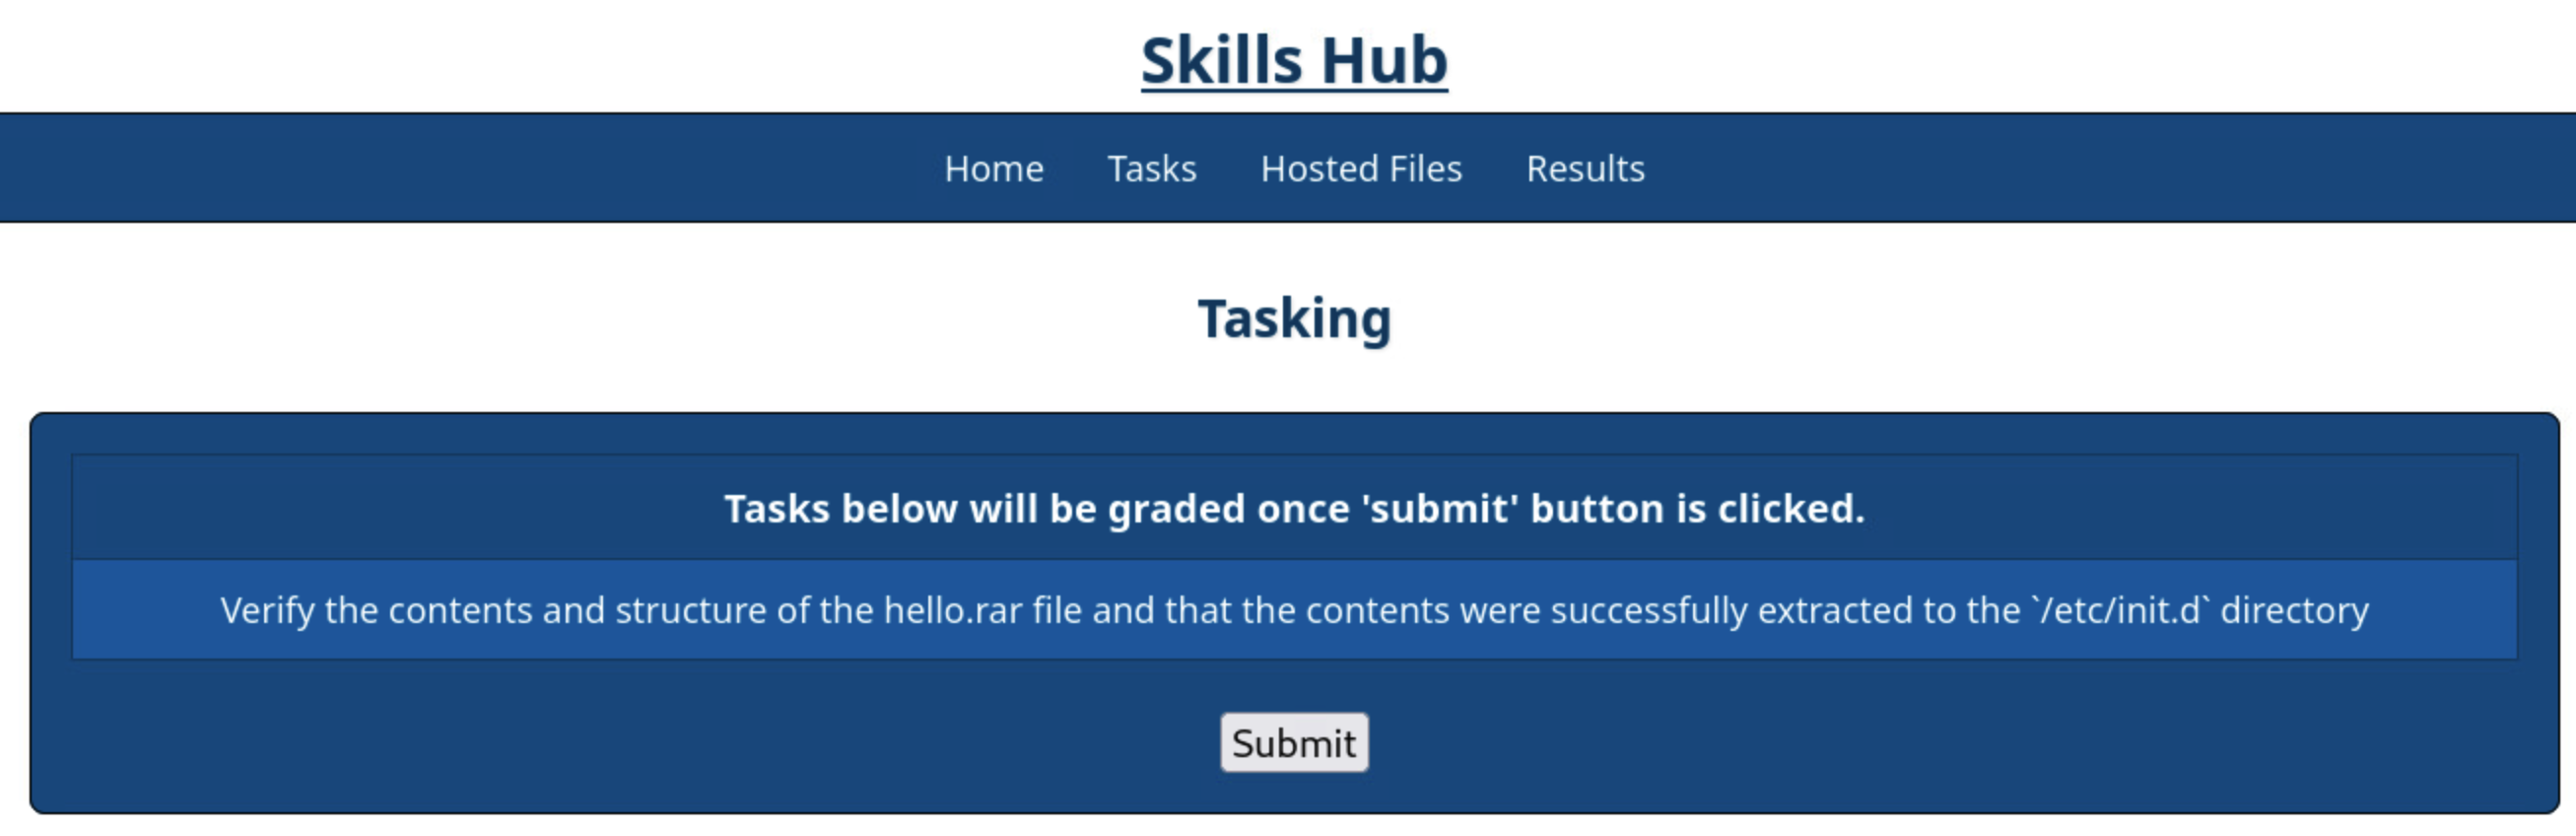 Skills Hub
Home Tasks Hosted Files Results
Tasking
Tasks below will be graded once 'submit' button is clicked.
Verify the contents and structure of the hello.rar file and that the contents were successfully extracted to the `/etc/init.d` directory
Submit